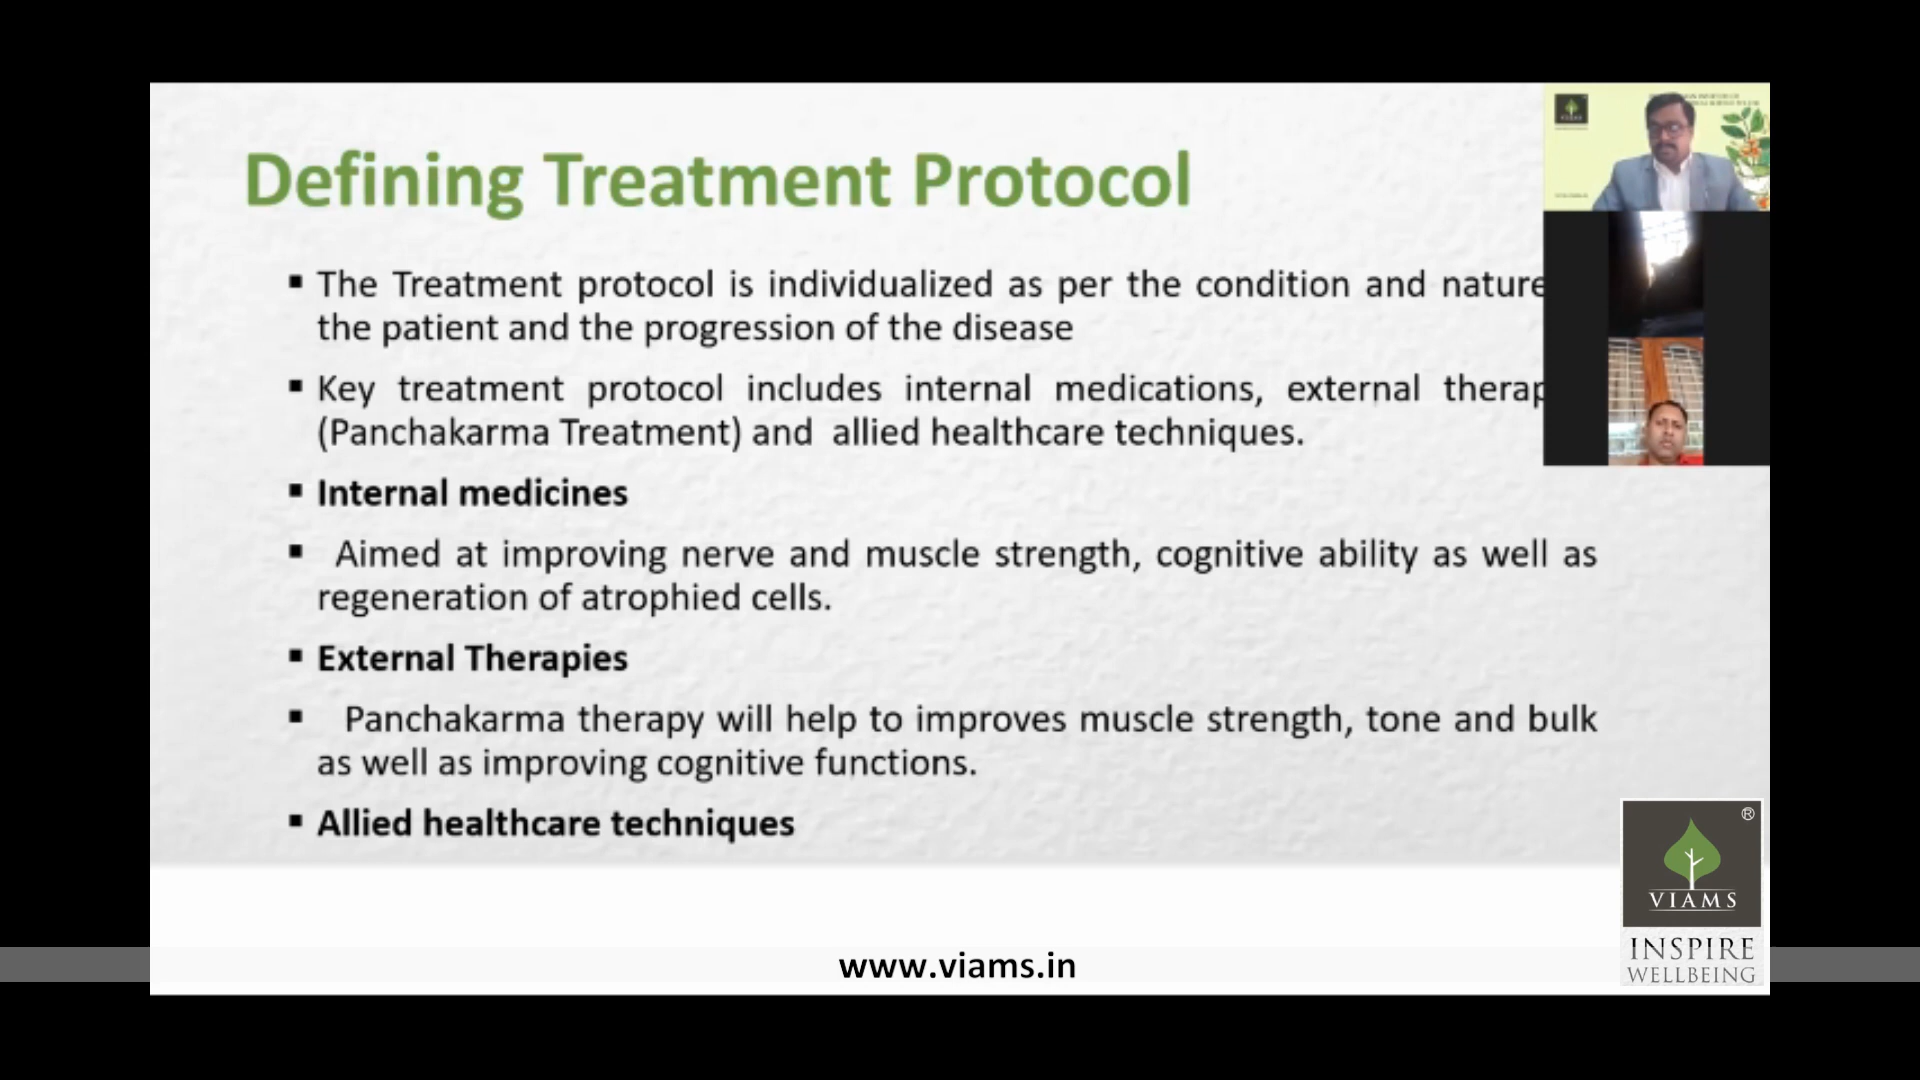 Defining Treatment Protocol
▪ The Treatment protocol is individualized as per the condition and nature
the patient and the progression of the disease
▪ Key treatment protocol includes internal medications, external therap
(Panchakarma Treatment) and allied healthcare techniques.
▪ Internal medicines
▪ Aimed at improving nerve and muscle strength, cognitive ability as well as
regeneration of atrophied cells.
▪ External Therapies
▪ Panchakarma therapy will help to improves muscle strength, tone and bulk
as well as improving cognitive functions.
▪ Allied healthcare techniques
®
VIAMS
INSPIRE
WELLBEING
www.viams.in